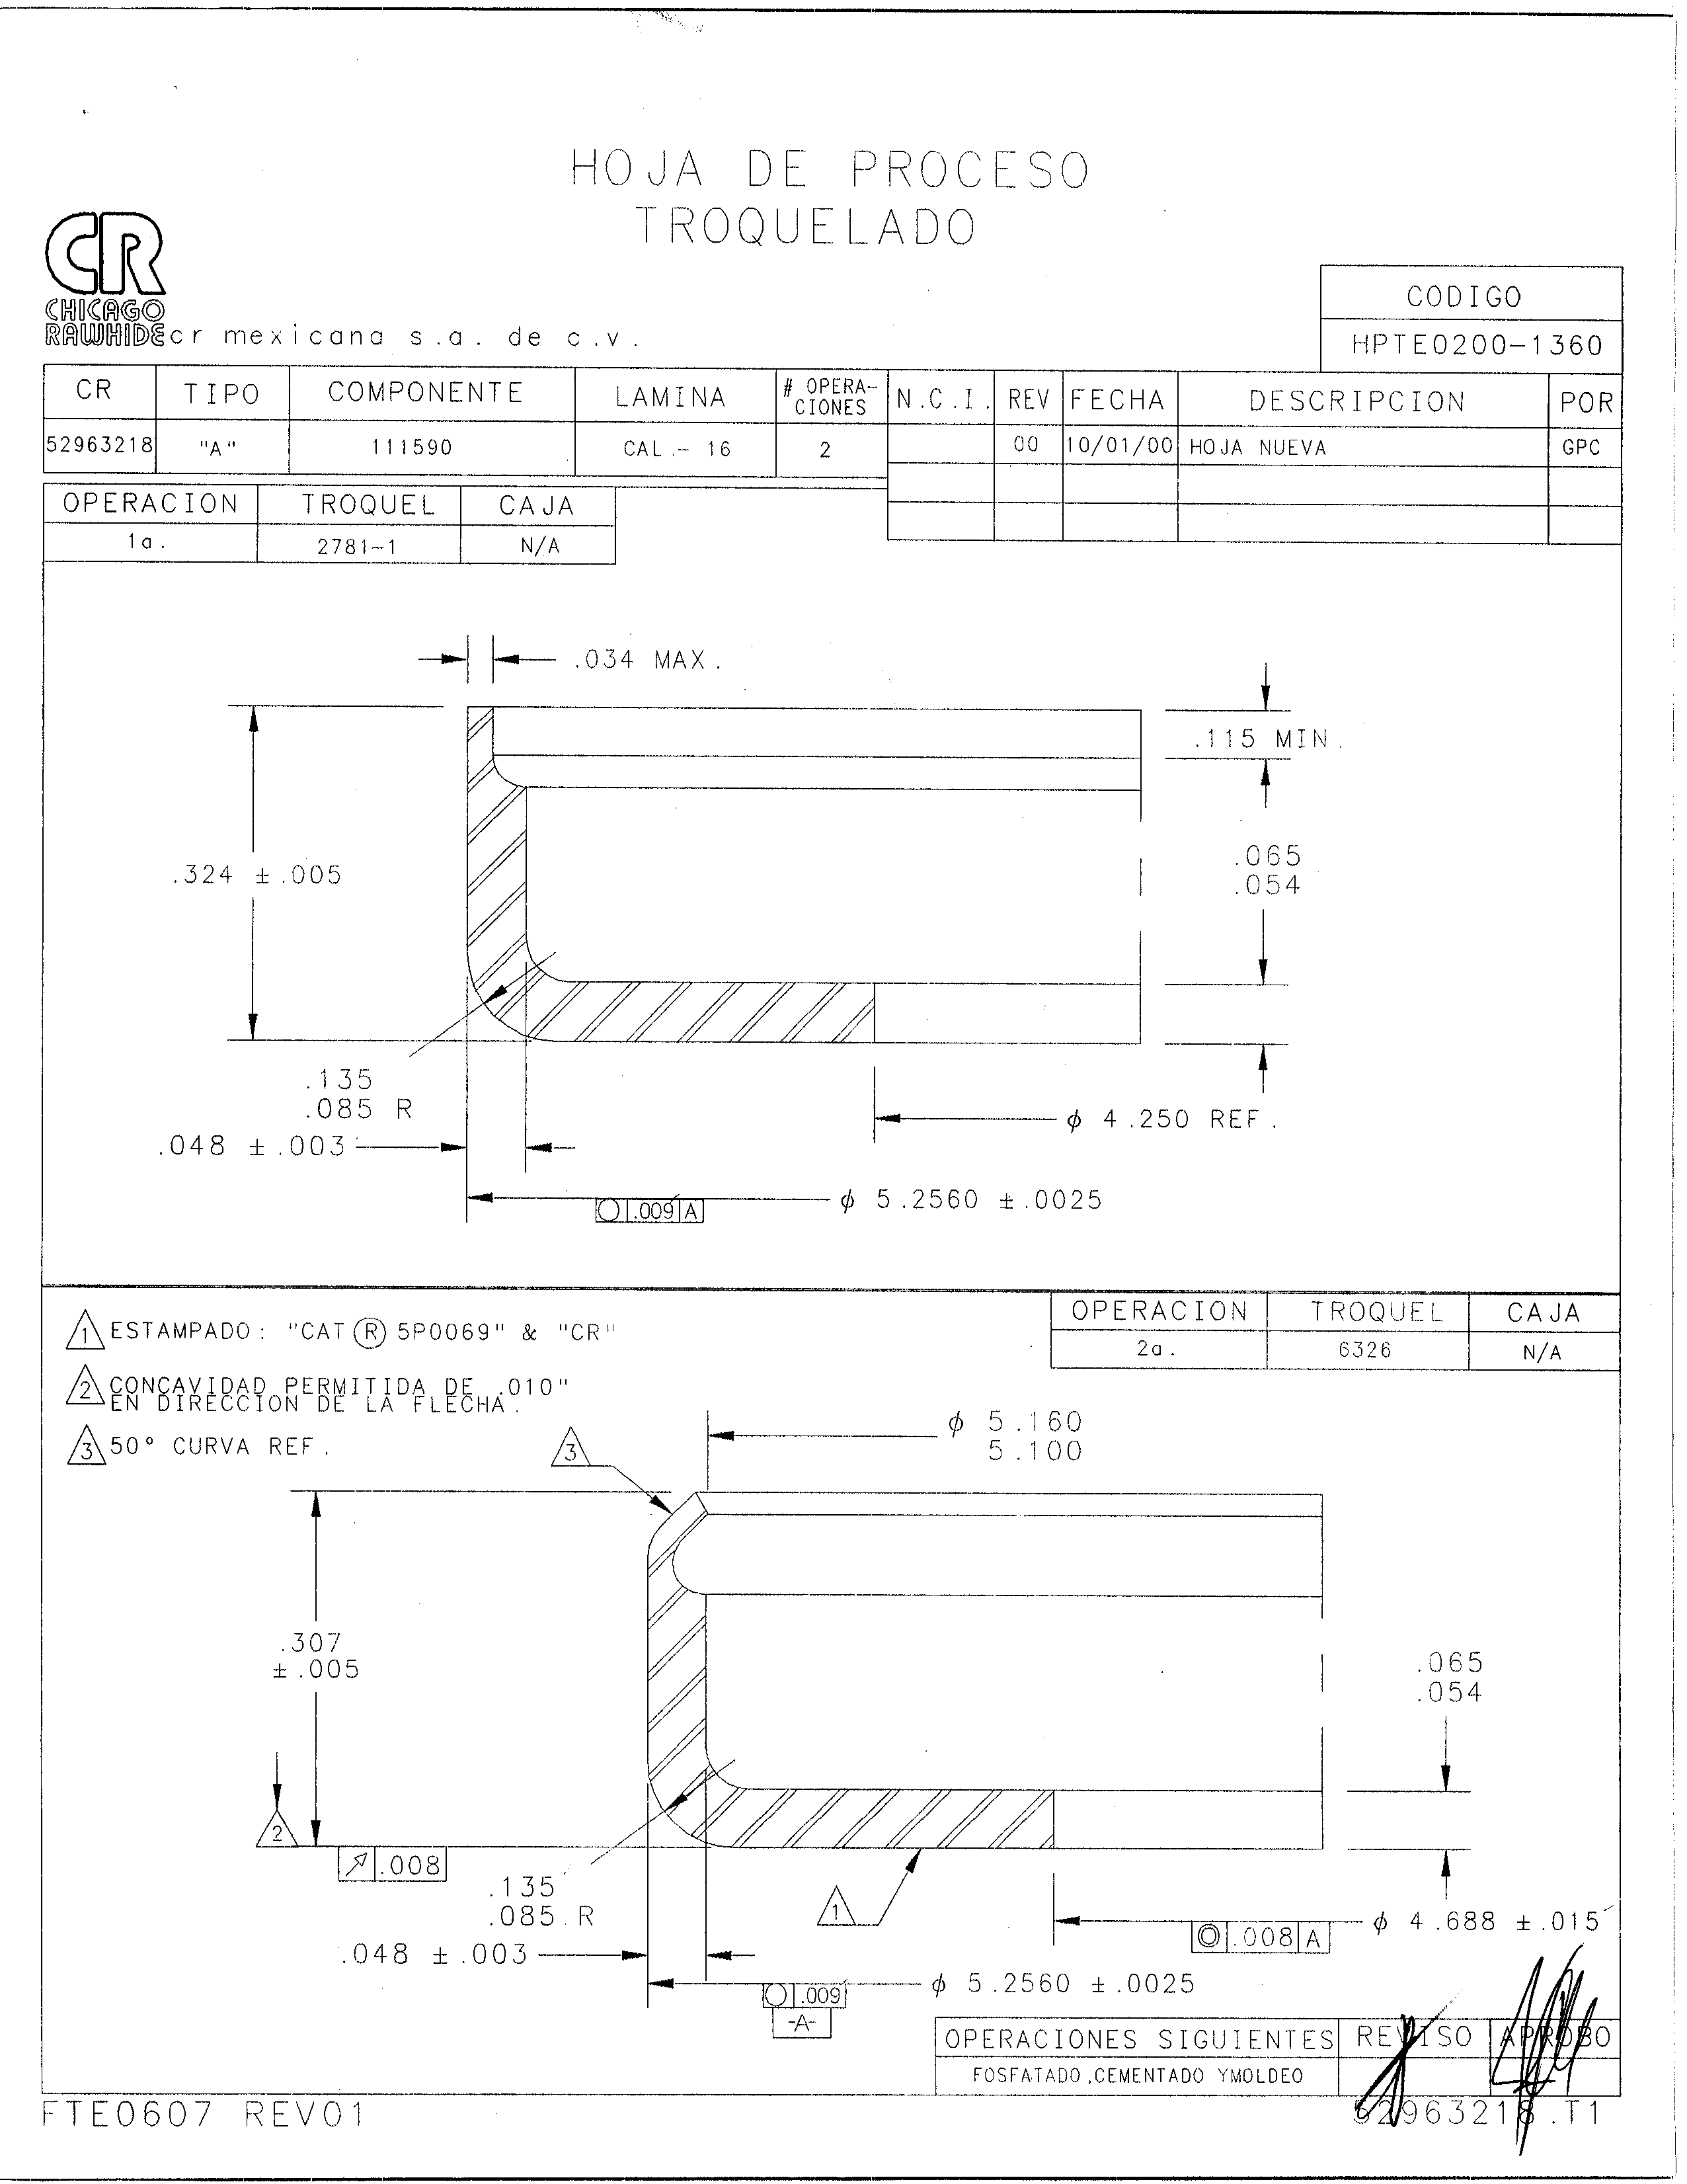 HOJA DE PROCESO
TROQUELADO
CR
CHICAGO
RAWHIDE cr mexicana s.a. de c.v.
CODIGO
HPTE0200-1360
CR TIPO COMPONENTE LAMINA # OPERA-CIONES N.C.I. REV FECHA DESCRIPCION POR
52963218 "A" 111590 CAL.- 16 2 00 10/01/00 HOJA NUEVA GPC
OPERACION TROQUEL CAJA
1a. 2781-1 N/A
.034 MAX.
.115 MIN.
.324 ±.005
.065
.054
.135
.085 R
.048 ±.003
ϕ 4.250 REF.
ϕ 5.2560 ±.0025
○ .009 A
OPERACION TROQUEL CAJA
2a. 6326 N/A
1 ESTAMPADO: "CAT ® 5P0069" & "CR"
2 CONCAVIDAD PERMITIDA DE .010"
EN DIRECCION DE LA FLECHA.
3 50° CURVA REF.
3
ϕ 5.160
5.100
.307
±.005
.065
.054
2
↗ .008
.135
.085 R
1
.048 ±.003
ϕ 4.688 ±.015
◎ .008 A
ϕ 5.2560 ±.0025
○ .009
-A-
OPERACIONES SIGUIENTES REVISO APROBO
FOSFATADO,CEMENTADO YMOLDEO
FTE0607 REV01
52963218.T1